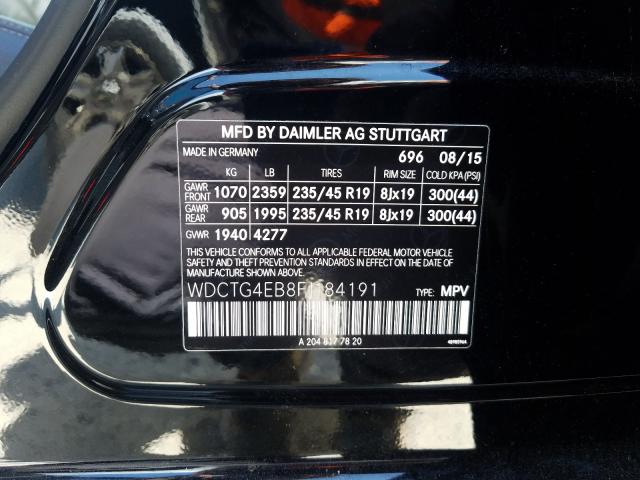 MFD BY DAIMLER AG STUTTGART
MADE IN GERMANY 696 08/15
KG LB TIRES RIM SIZE COLD KPA (PSI)
GAWR FRONT 1070 2359 235/45 R19 8Jx19 300(44)
GAWR REAR 905 1995 235/45 R19 8Jx19 300(44)
GVWR 1940 4277
THIS VEHICLE CONFORMS TO ALL APPLICABLE FEDERAL MOTOR VEHICLE
SAFETY, BUMPER, AND THEFT PREVENTION STANDARDS IN EFFECT ON THE
DATE OF MANUFACTURE SHOWN ABOVE.
TYPE: MPV
A 204 817 78 20